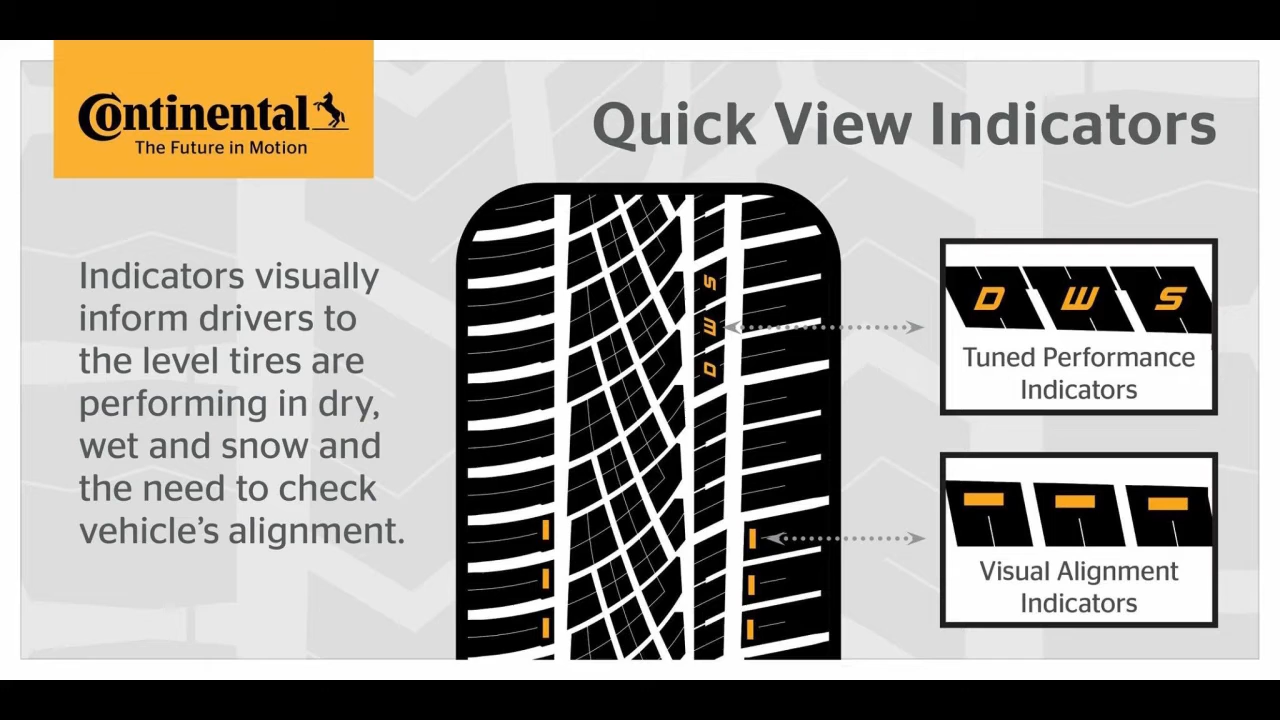 Continental
The Future in Motion
Quick View Indicators
Indicators visually
inform drivers to
the level tires are
performing in dry,
wet and snow and
the need to check
vehicle's alignment.
S
W
D
D W S
Tuned Performance
Indicators
Visual Alignment
Indicators